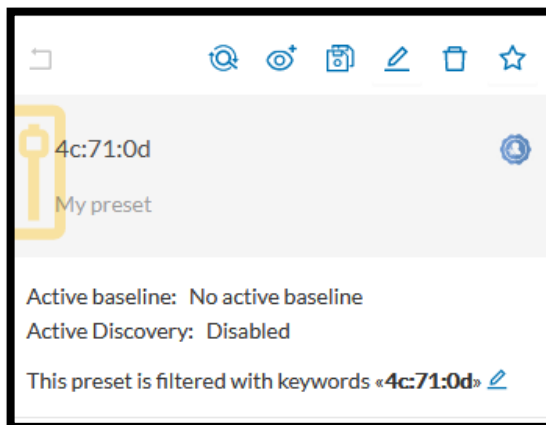 4c:71:0d
My preset
Active baseline: No active baseline
Active Discovery: Disabled
This preset is filtered with keywords «4c:71:0d»